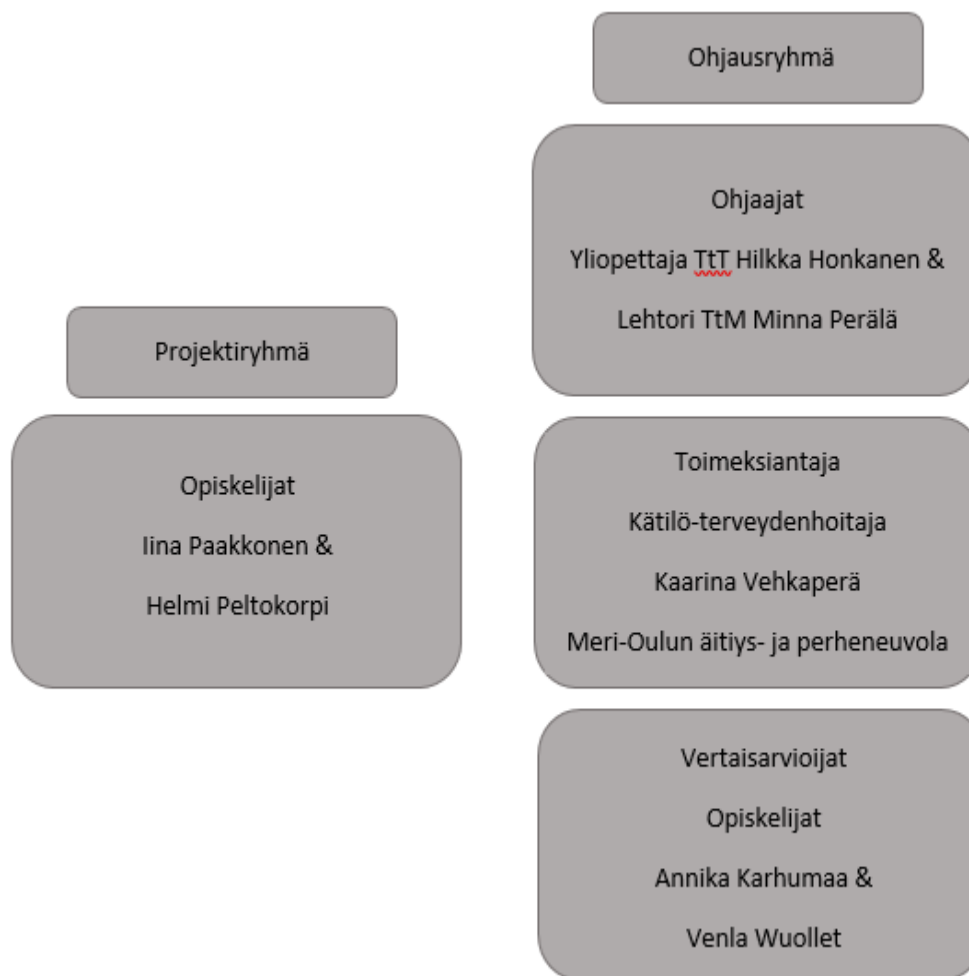 Projektiryhmä
Opiskelijat
Iina Paakkonen &
Helmi Peltokorpi
Ohjausryhmä
Ohjaajat
Yliopettaja TtT Hilkka Honkanen &
Lehtori TtM Minna Perälä
Toimeksiantaja
Kätilö-terveydenhoitaja
Kaarina Vehkaperä
Meri-Oulun äitiys- ja perheneuvola
Vertaisarvioijat
Opiskelijat
Annika Karhumaa &
Venla Wuollet